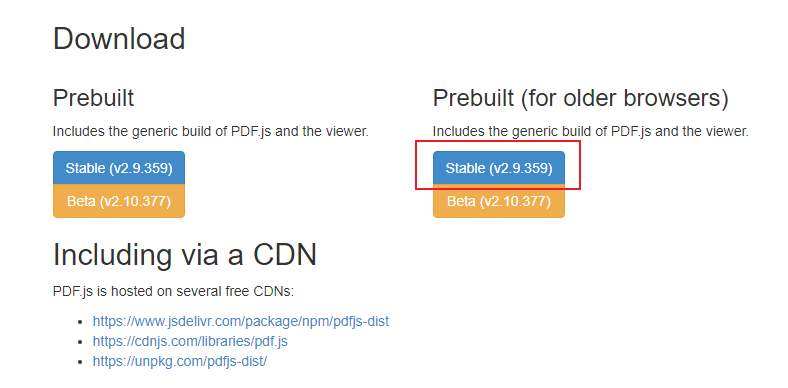 Download
Prebuilt
Includes the generic build of PDF.js and the viewer.
Stable (v2.9.359)
Beta (v2.10.377)
Prebuilt (for older browsers)
Includes the generic build of PDF.js and the viewer.
Stable (v2.9.359)
Beta (v2.10.377)
Including via a CDN
PDF.js is hosted on several free CDNs:
• https://www.jsdelivr.com/package/npm/pdfjs-dist
• https://cdnjs.com/libraries/pdf.js
• https://unpkg.com/pdfjs-dist/